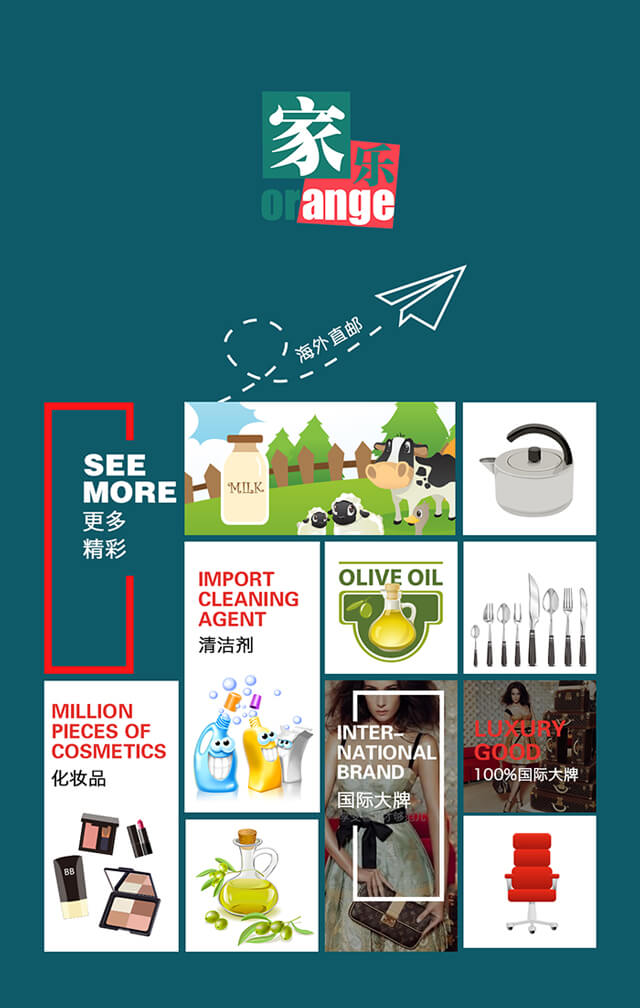 家乐
orange
海外直邮
SEE
MORE
更多
精彩
MILK
IMPORT
CLEANING
AGENT
清洁剂
OLIVE OIL
MILLION
PIECES OF
COSMETICS
化妆品
BB
INTER-
NATIONAL
BRAND
国际大牌
LUXURY
GOOD
100%国际大牌